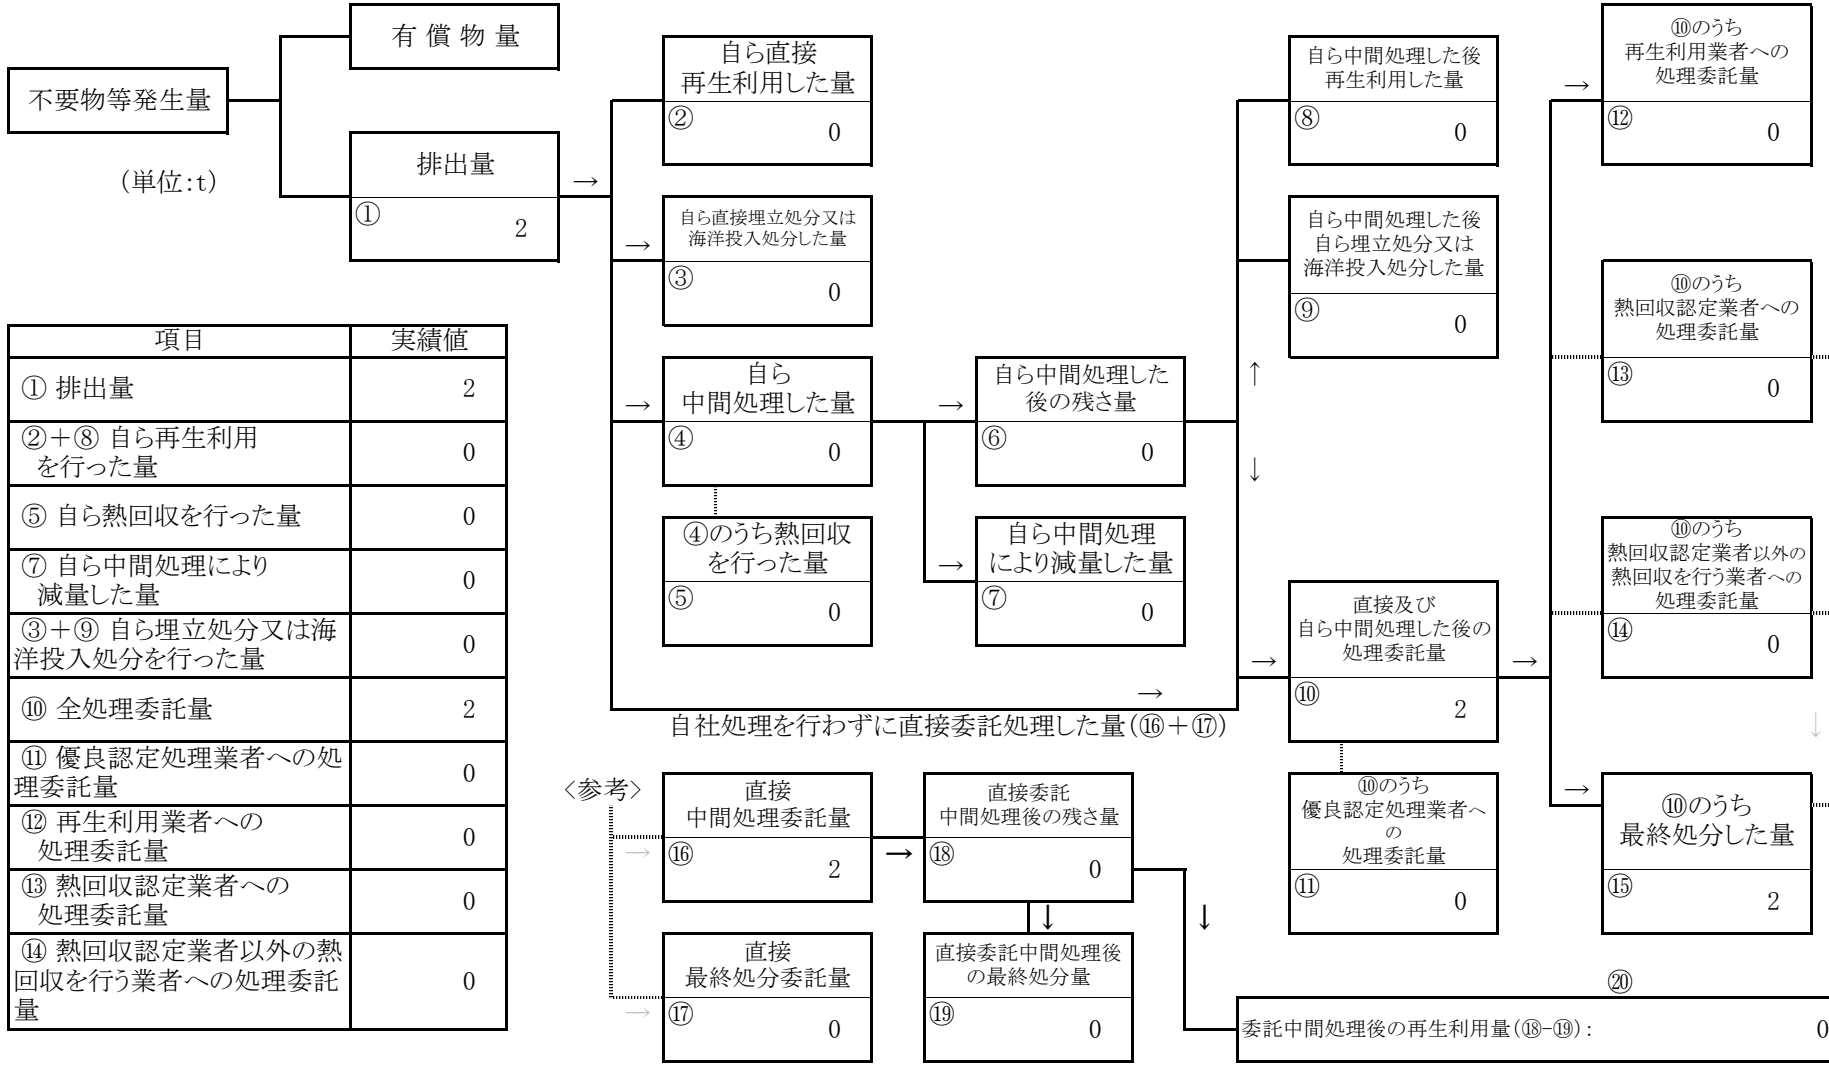 有 償 物 量
不要物等発生量
(単位:t)
排出量
①
2
自ら直接
再生利用した量
②
0
自ら直接埋立処分又は
海洋投入処分した量
③
0
自ら
中間処理した量
④
0
④のうち熱回収
を行った量
⑤
0
自ら中間処理した
後の残さ量
⑥
0
自ら中間処理
により減量した量
⑦
0
自ら中間処理した後
再生利用した量
⑧
0
自ら中間処理した後
自ら埋立処分又は
海洋投入処分した量
⑨
0
直接及び
自ら中間処理した後の
処理委託量
⑩
2
⑩のうち
優良認定処理業者へ
の
処理委託量
⑪
0
⑩のうち
再生利用業者への
処理委託量
⑫
0
⑩のうち
熱回収認定業者への
処理委託量
⑬
0
⑩のうち
熱回収認定業者以外の
熱回収を行う業者への
処理委託量
⑭
0
⑩のうち
最終処分した量
⑮
2
自社処理を行わずに直接委託処理した量(⑯+⑰)
〈参考〉
直接
中間処理委託量
⑯
2
直接
最終処分委託量
⑰
0
直接委託
中間処理後の残さ量
⑱
0
直接委託中間処理後
の最終処分量
⑲
0
⑳
委託中間処理後の再生利用量(⑱-⑲): 0
項目 実績値
① 排出量 2
②+⑧ 自ら再生利用
を行った量 0
⑤ 自ら熱回収を行った量 0
⑦ 自ら中間処理により
減量した量 0
③+⑨ 自ら埋立処分又は海
洋投入処分を行った量 0
⑩ 全処理委託量 2
⑪ 優良認定処理業者への処
理委託量 0
⑫ 再生利用業者への
処理委託量 0
⑬ 熱回収認定業者への
処理委託量 0
⑭ 熱回収認定業者以外の熱
回収を行う業者への処理委託 0
量